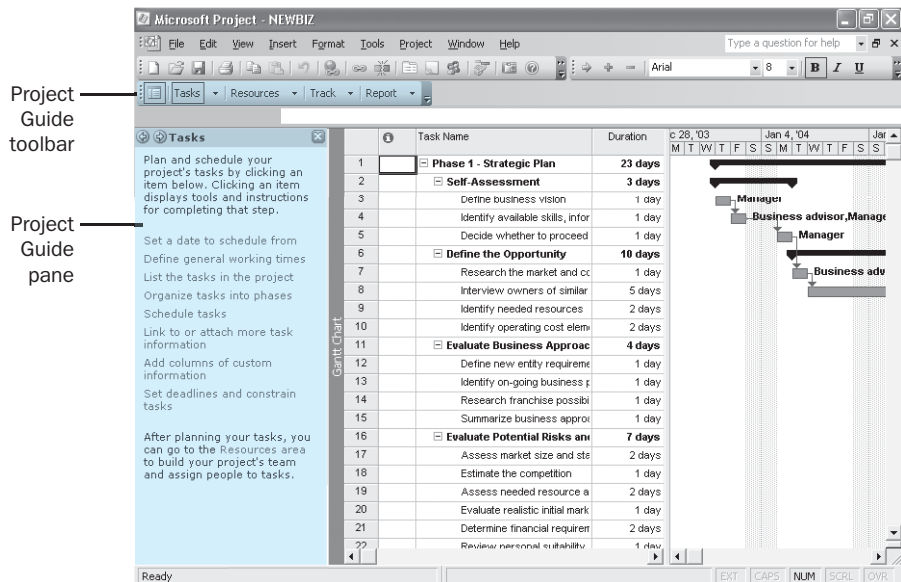 Microsoft Project - NEWBIZ
File Edit View Insert Format Tools Project Window Help
Type a question for help
Arial 8 B I U
Project Guide toolbar
Tasks Resources Track Report
Project Guide pane
Tasks
Plan and schedule your
project's tasks by clicking an
item below. Clicking an item
displays tools and instructions
for completing that step.
Set a date to schedule from
Define general working times
List the tasks in the project
Organize tasks into phases
Schedule tasks
Link to or attach more task
information
Add columns of custom
information
Set deadlines and constrain
tasks
After planning your tasks, you
can go to the Resources area
to build your project's team
and assign people to tasks.
Gantt Chart
Task Name Duration
1 Phase 1 - Strategic Plan 23 days
2 Self-Assessment 3 days
3 Define business vision 1 day
4 Identify available skills, infor 1 day
5 Decide whether to proceed 1 day
6 Define the Opportunity 10 days
7 Research the market and cc 1 day
8 Interview owners of similar 5 days
9 Identify needed resources 2 days
10 Identify operating cost elem 2 days
11 Evaluate Business Approac 4 days
12 Define new entity requireme 1 day
13 Identify on-going business p 1 day
14 Research franchise possibi 1 day
15 Summarize business approa 1 day
16 Evaluate Potential Risks and 7 days
17 Assess market size and sta 2 days
18 Estimate the competition 1 day
19 Assess needed resource a 2 days
20 Evaluate realistic initial mark 1 day
21 Determine financial requirem 2 days
22 Review personal suitability 1 day
c 28, '03 Jan 4, '04 Jar
M T W T F S S M T W T F S S
Manager
Business advisor,Manage
Manager
Business adv
Ready
EXT CAPS NUM SCRL OVR